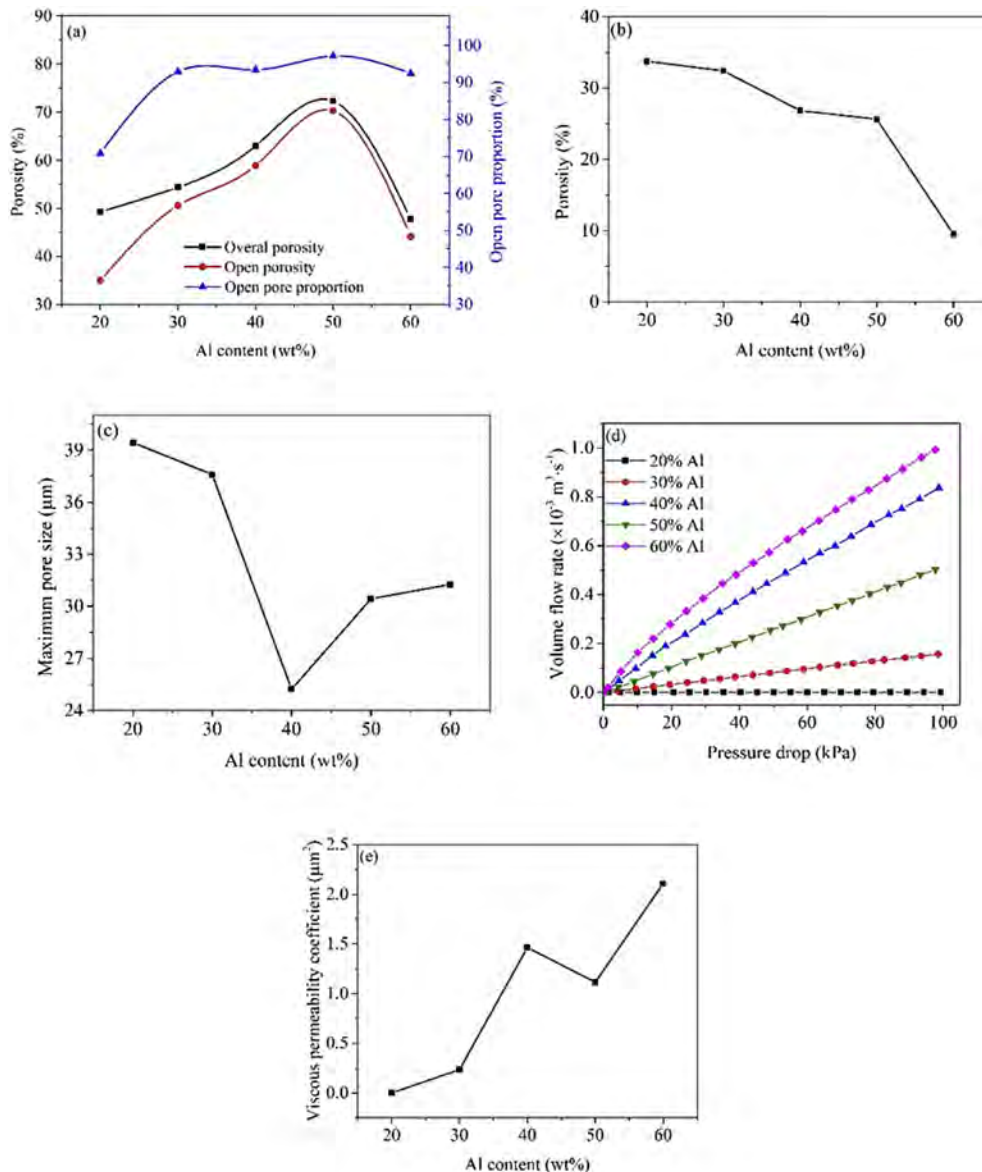 (a)
90
80
70
60
50
40
30
Porosity (%)
20 30 40 50 60
Al content (wt%)
100
90
80
70
60
50
40
30
Open porc proportion (%)
Overal porosity
Open porosity
Open porc proportion
(b)
40
30
20
10
0
Porosity (%)
20 30 40 50 60
Al content (wt%)
(c)
39
36
33
30
27
24
Maximum pore size (μm)
20 30 40 50 60
Al content (wt%)
(d)
1.0
0.8
0.6
0.4
0.2
0.0
Volume flow rate (×10⁻³ m³·s⁻¹)
20% Al
30% Al
40% Al
50% Al
60% Al
0 20 40 60 80 100
Pressure drop (kPa)
(e)
2.5
2.0
1.5
1.0
0.5
0.0
Viscous permeability coefficient (μm²)
20 30 40 50 60
Al content (wt%)